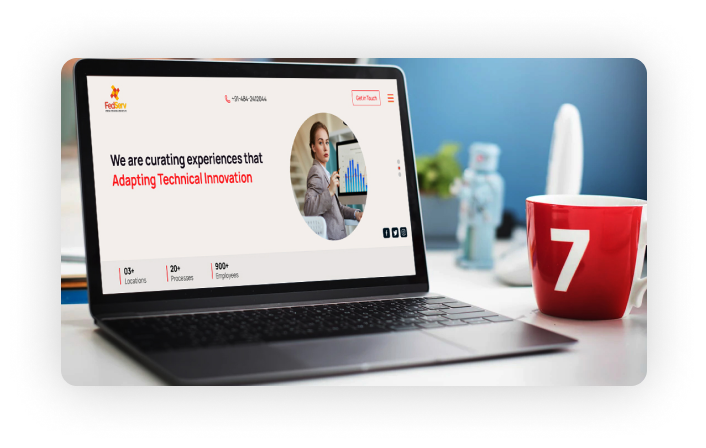 FedServ
+91-484-2412044
Get in Touch
We are curating experiences that
Adapting Technical Innovation
03+
Locations
20+
Processes
900+
Employees
7